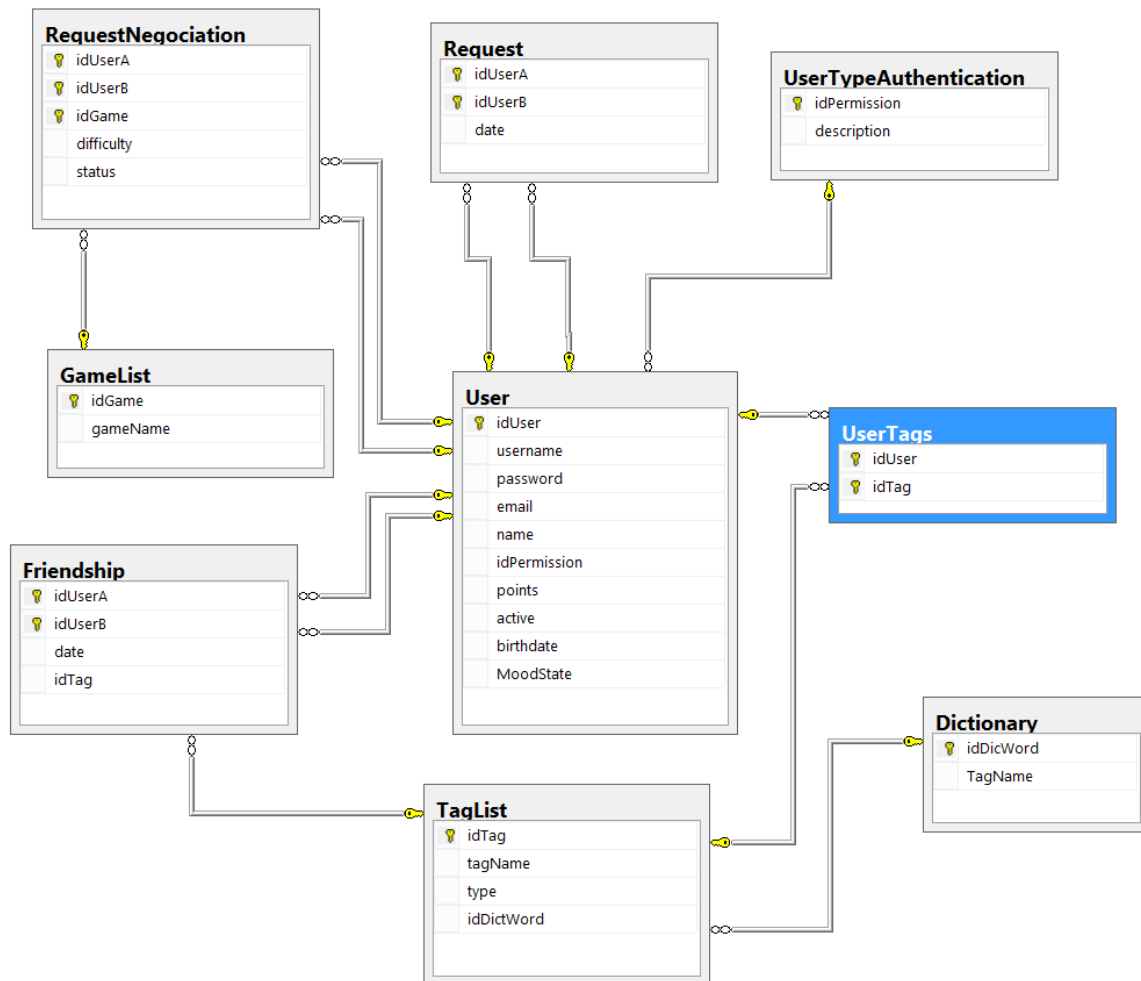 RequestNegociation
idUserA
idUserB
idGame
difficulty
status
Request
idUserA
idUserB
date
UserTypeAuthentication
idPermission
description
GameList
idGame
gameName
User
idUser
username
password
email
name
idPermission
points
active
birthdate
MoodState
UserTags
idUser
idTag
Friendship
idUserA
idUserB
date
idTag
TagList
idTag
tagName
type
idDictWord
Dictionary
idDicWord
TagName